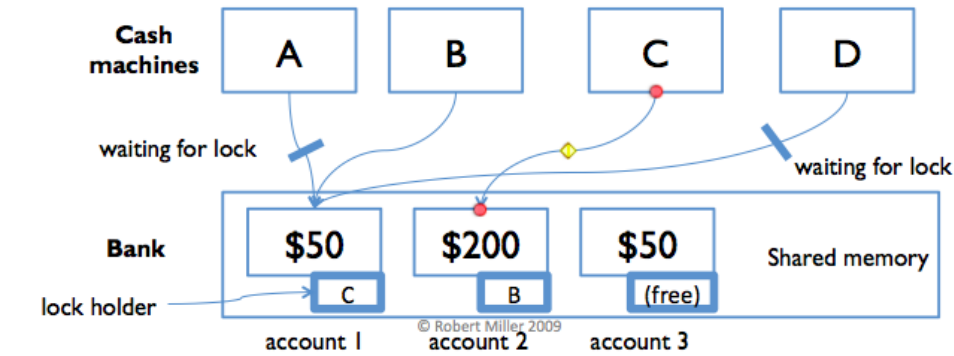 Cash
machines
A
B
C
D
waiting for lock
waiting for lock
Bank
$50
$200
$50
Shared memory
lock holder
C
B
(free)
© Robert Miller 2009
account 1
account 2
account 3